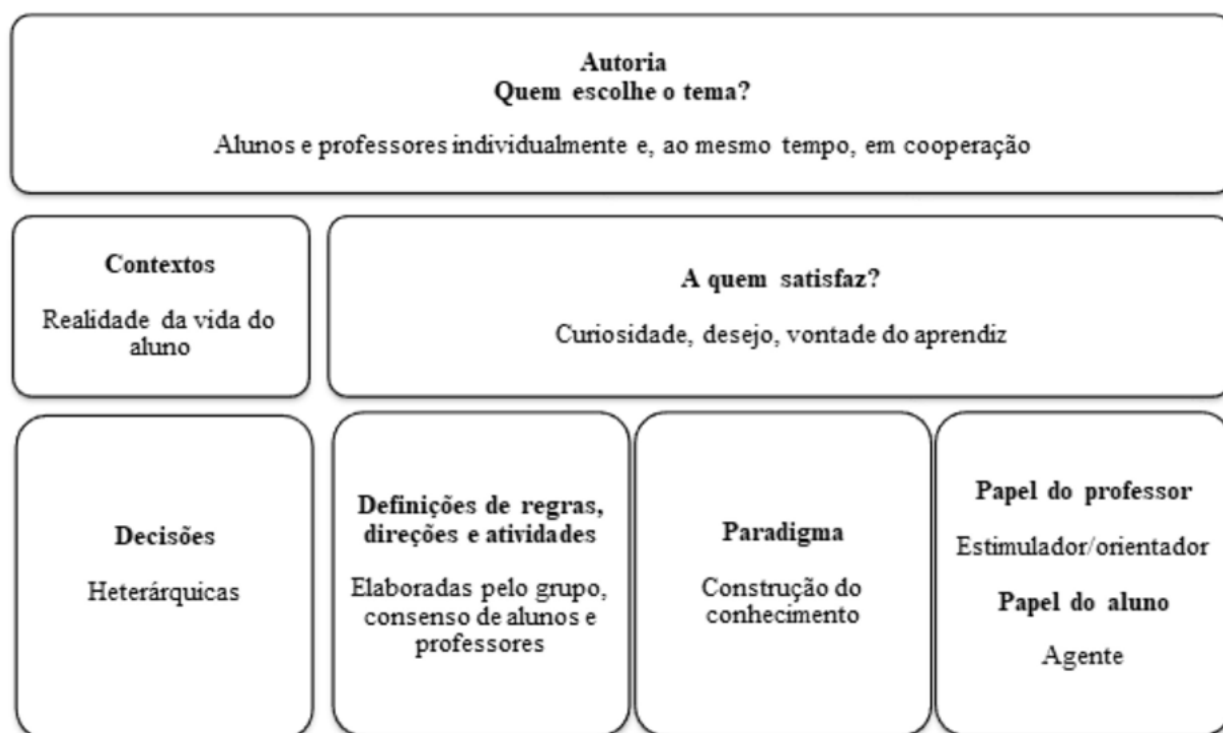 Autoria
Quem escolhe o tema?
Alunos e professores individualmente e, ao mesmo tempo, em cooperação
Contextos
Realidade da vida do
aluno
A quem satisfaz?
Curiosidade, desejo, vontade do aprendiz
Decisões
Heterárquicas
Definições de regras,
direções e atividades
Elaboradas pelo grupo,
consenso de alunos e
professores
Paradigma
Construção do
conhecimento
Papel do professor
Estimulador/orientador
Papel do aluno
Agente